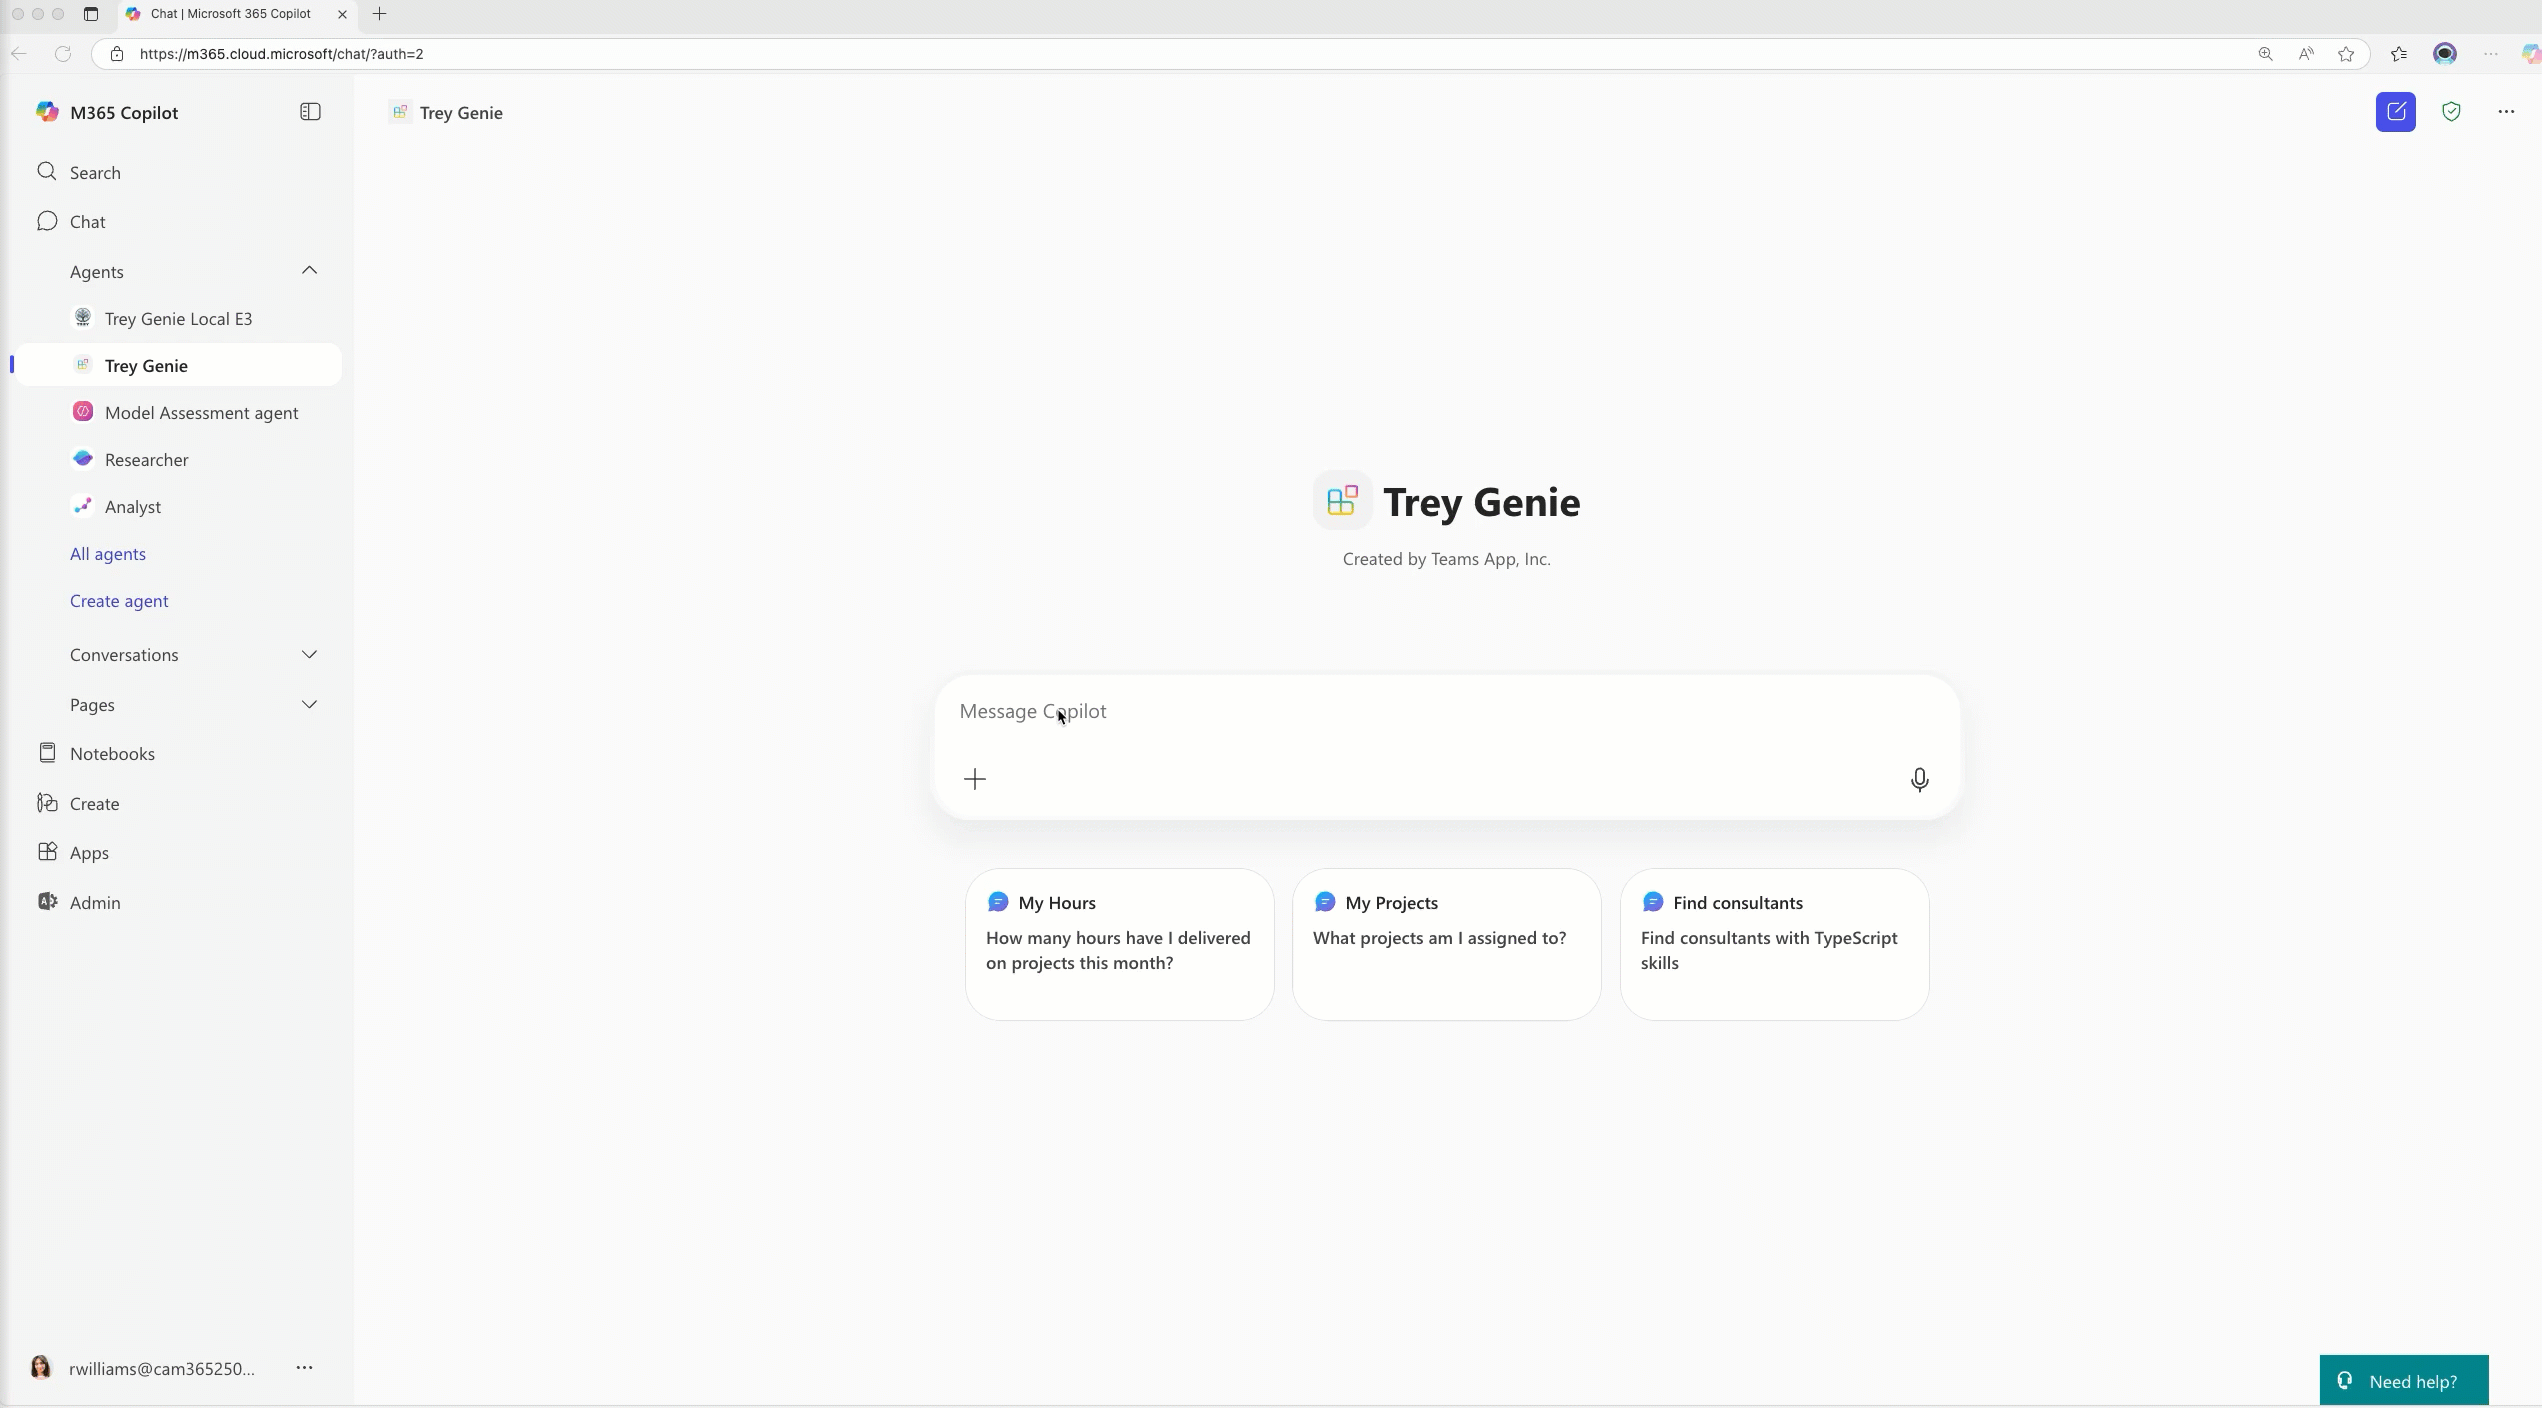 Chat | Microsoft 365 Copilot
https://m365.cloud.microsoft/chat/?auth=2
M365 Copilot
Search
Chat
Agents
Trey Genie Local E3
Trey Genie
Model Assessment agent
Researcher
Analyst
All agents
Create agent
Conversations
Pages
Notebooks
Create
Apps
Admin
rwilliams@cam365250...
Trey Genie
Trey Genie
Created by Teams App, Inc.
Message Copilot
My Hours
How many hours have I delivered
on projects this month?
My Projects
What projects am I assigned to?
Find consultants
Find consultants with TypeScript
skills
Need help?